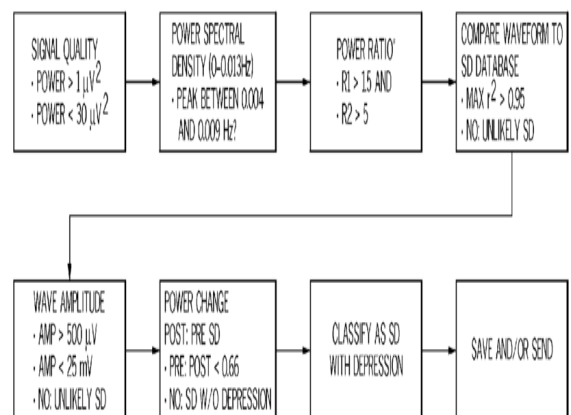 SIGNAL QUALITY
· POWER > 1 μV²
· POWER < 30 μV²
POWER SPECTRAL
DENSITY (0-0.013Hz)
· PEAK BETWEEN 0.004
AND 0.009 Hz?
POWER RATIO'
· R1 > 1.5 AND
· R2 > 5
COMPARE WAVEFORM TO
SD DATABASE
· MAX r² > 0.95
· NO: UNLIKELY SD
WAVE AMPLITUDE
· AMP > 500 μV
· AMP < 25 mV
· NO: UNLIKELY SD
POWER CHANGE
POST: PRE SD
· PRE: POST < 0.66
· NO: SD W/O DEPRESSION
CLASSIFY AS SD
WITH DEPRESSION
SAVE AND/OR SEND